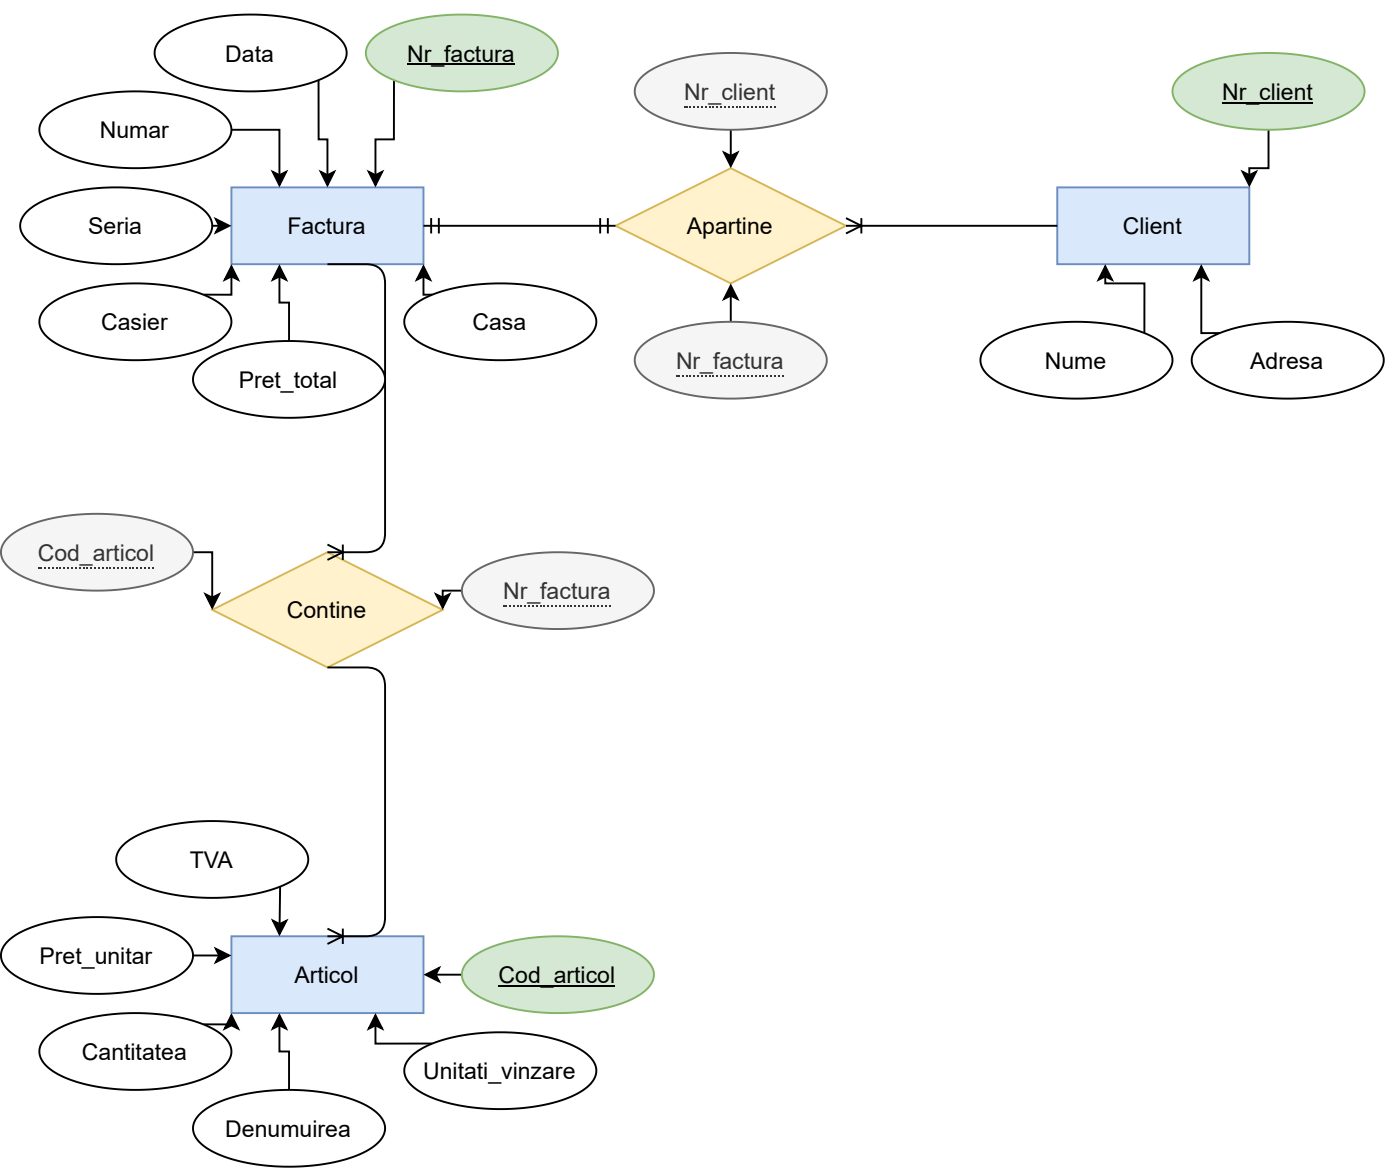 Data
Nr_factura
Nr_client
Nr_client
Numar
Seria
Factura
Apartine
Client
Casier
Casa
Pret_total
Nr_factura
Nume
Adresa
Cod_articol
Nr_factura
Contine
TVA
Pret_unitar
Articol
Cod_articol
Cantitatea
Unitati_vinzare
Denumuirea